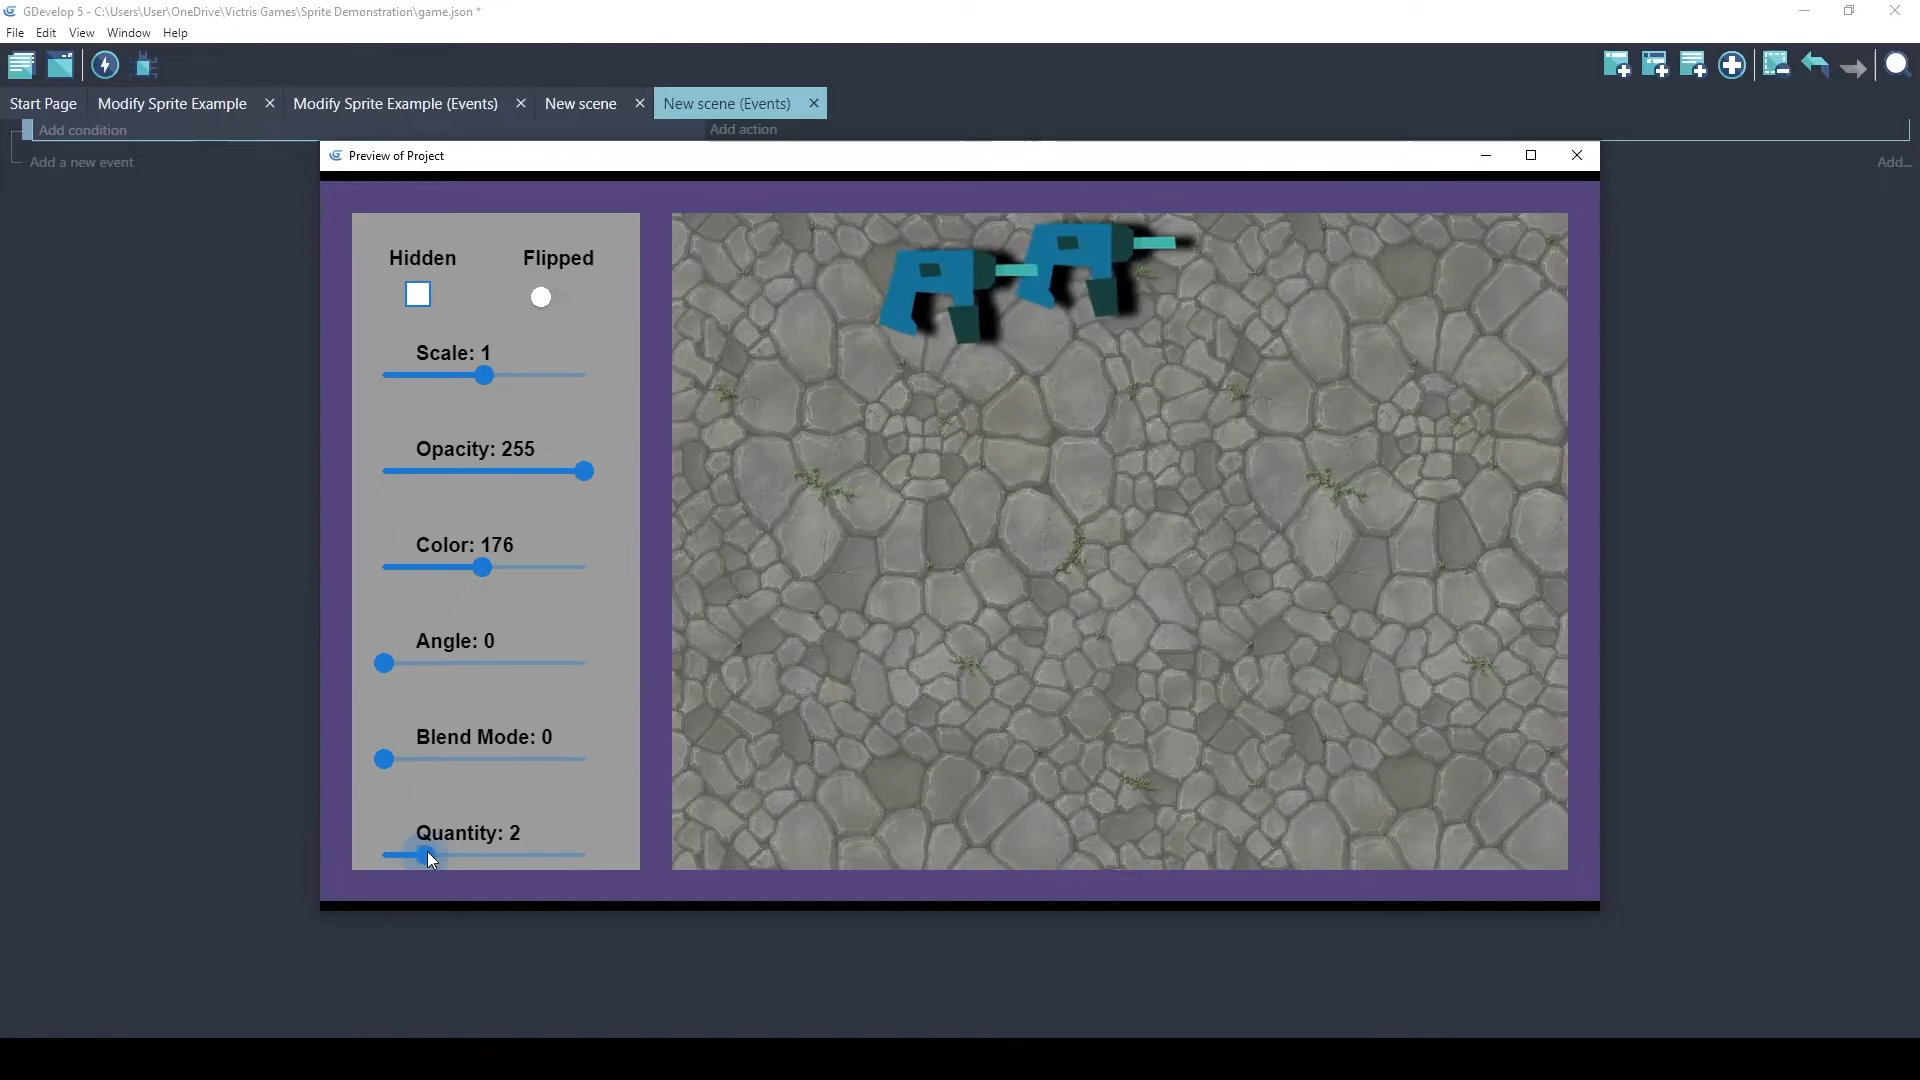 GDevelop 5 - C:\Users\User\OneDrive\Victris Games\Sprite Demonstration\game.json *
File Edit View Window Help
Start Page Modify Sprite Example Modify Sprite Example (Events) New scene New scene (Events)
Add condition Add action
Add a new event Add...
Preview of Project
Hidden Flipped
Scale: 1
Opacity: 255
Color: 176
Angle: 0
Blend Mode: 0
Quantity: 2